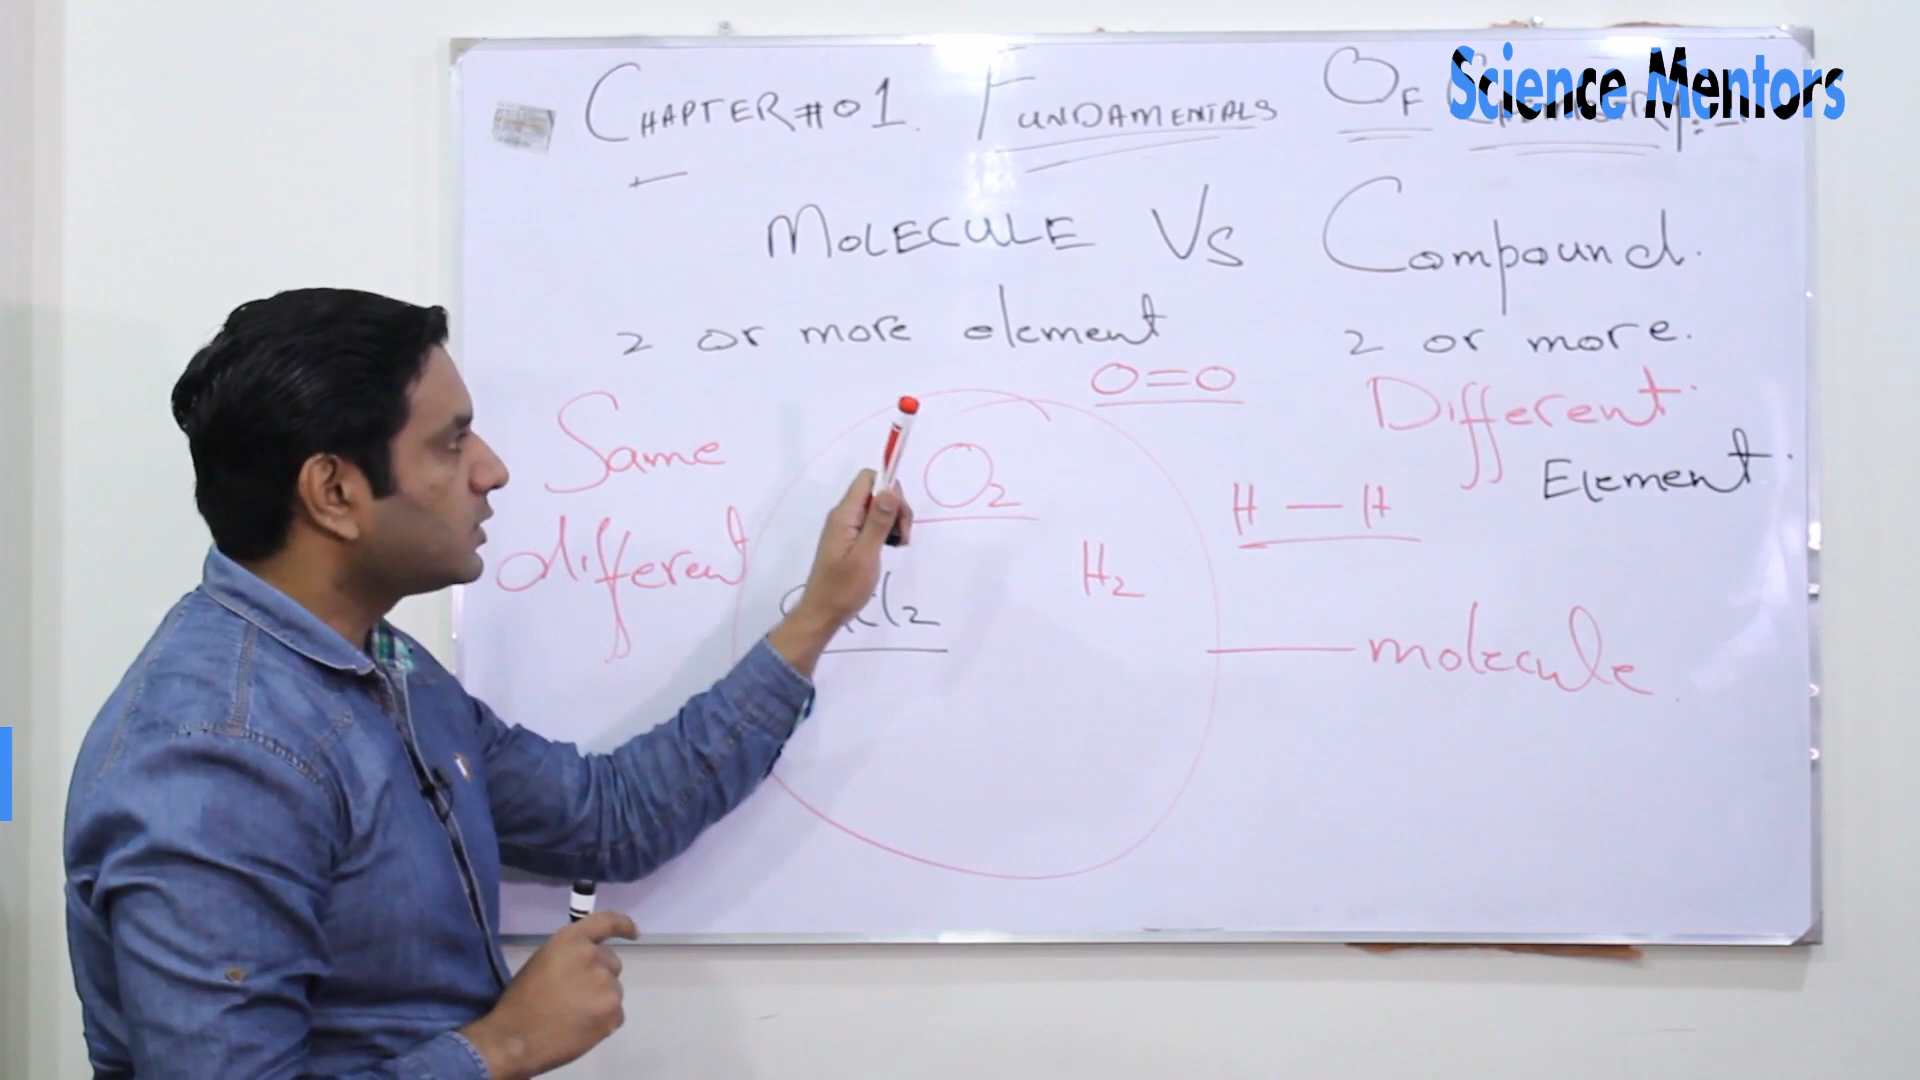 Science Mentors
CHAPTER #01. FUNDAMENTALS OF
MOLECULE VS Compound.
2 or more element
2 or more.
O=O
Different
Element
Same
different
O2
H — H
H2
molecule